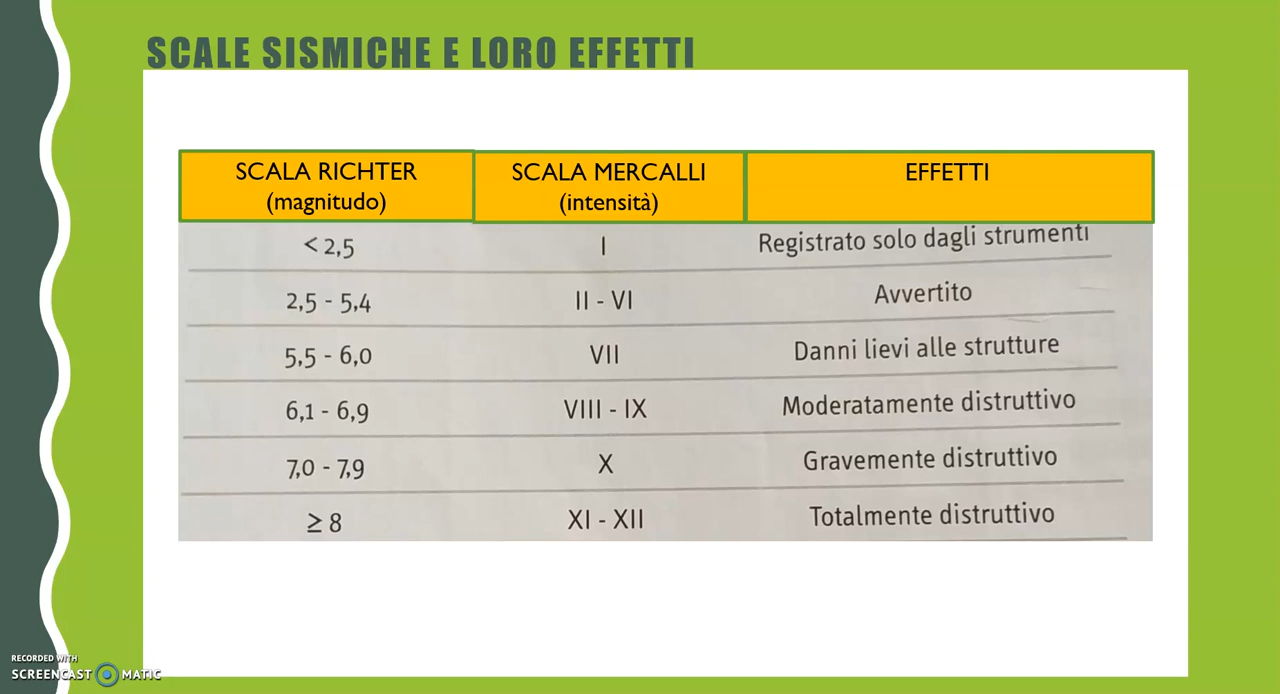 SCALE SISMICHE E LORO EFFETTI
SCALA RICHTER
(magnitudo)
SCALA MERCALLI
(intensità)
EFFETTI
< 2,5 I Registrato solo dagli strumenti
2,5 - 5,4 II - VI Avvertito
5,5 - 6,0 VII Danni lievi alle strutture
6,1 - 6,9 VIII - IX Moderatamente distruttivo
7,0 - 7,9 X Gravemente distruttivo
≥ 8 XI - XII Totalmente distruttivo
RECORDED WITH
SCREENCAST MATIC